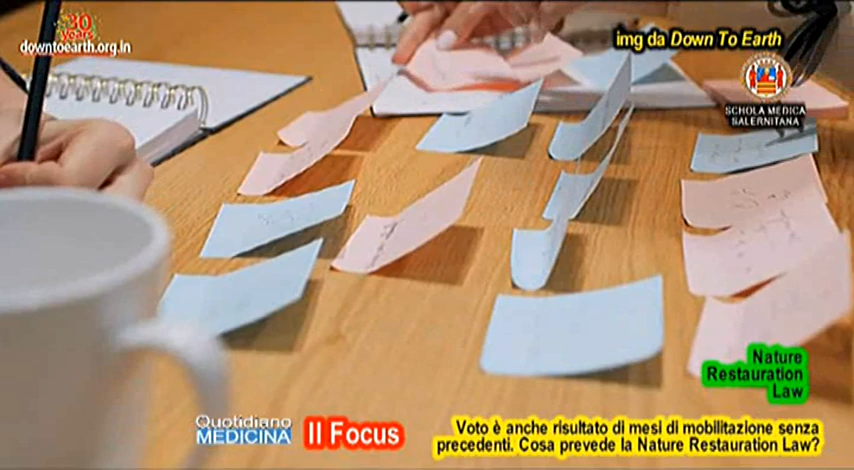 30
years
downtoearth.org.in
img da Down To Earth
SCHOLA MEDICA
SALERNITANA
Nature
Restauration
Law
Quotidiano
MEDICINA
Il Focus
Voto è anche risultato di mesi di mobilitazione senza
precedenti. Cosa prevede la Nature Restauration Law?